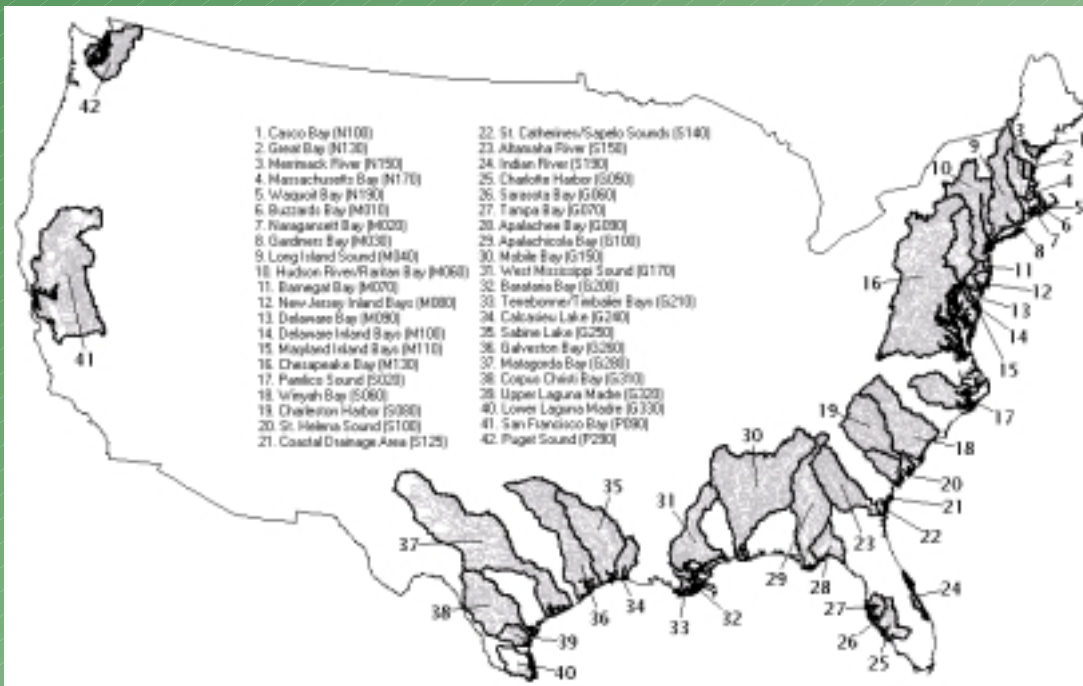 1. Casco Bay (N100)
2. Great Bay (N130)
3. Merrimack River (N150)
4. Massachusetts Bay (N170)
5. Waquoit Bay (N190)
6. Buzzards Bay (M010)
7. Naragansett Bay (M020)
8. Gardiners Bay (M030)
9. Long Island Sound (M040)
10. Hudson River/Raritan Bay (M060)
11. Barnegat Bay (M070)
12. New Jersey Inland Bays (M080)
13. Delaware Bay (M090)
14. Delaware Inland Bays (M100)
15. Maryland Inland Bays (M110)
16. Chesapeake Bay (M130)
17. Pamlico Sound (S020)
18. Winyah Bay (S060)
19. Charleston Harbor (S080)
20. St. Helena Sound (S100)
21. Coastal Drainage Area (S125)
22. St. Catherines/Sapelo Sounds (S140)
23. Altamaha River (S150)
24. Indian River (S190)
25. Charlotte Harbor (G050)
26. Sarasota Bay (G060)
27. Tampa Bay (G070)
28. Apalachee Bay (G090)
29. Apalachicola Bay (G100)
30. Mobile Bay (G150)
31. West Mississippi Sound (G170)
32. Barataria Bay (G200)
33. Terrebonne/Timbalier Bays (G210)
34. Calcasieu Lake (G240)
35. Sabine Lake (G250)
36. Galveston Bay (G260)
37. Matagorda Bay (G280)
38. Corpus Christi Bay (G310)
39. Upper Laguna Madre (G320)
40. Lower Laguna Madre (G330)
41. San Francisco Bay (P090)
42. Puget Sound (P290)
42
41
3
1
9
2
10
4
5
6
7
8
16
11
12
13
14
15
17
19
18
20
21
22
30
31
35
37
23
29
28
24
27
26
25
36
34
33
32
38
39
40